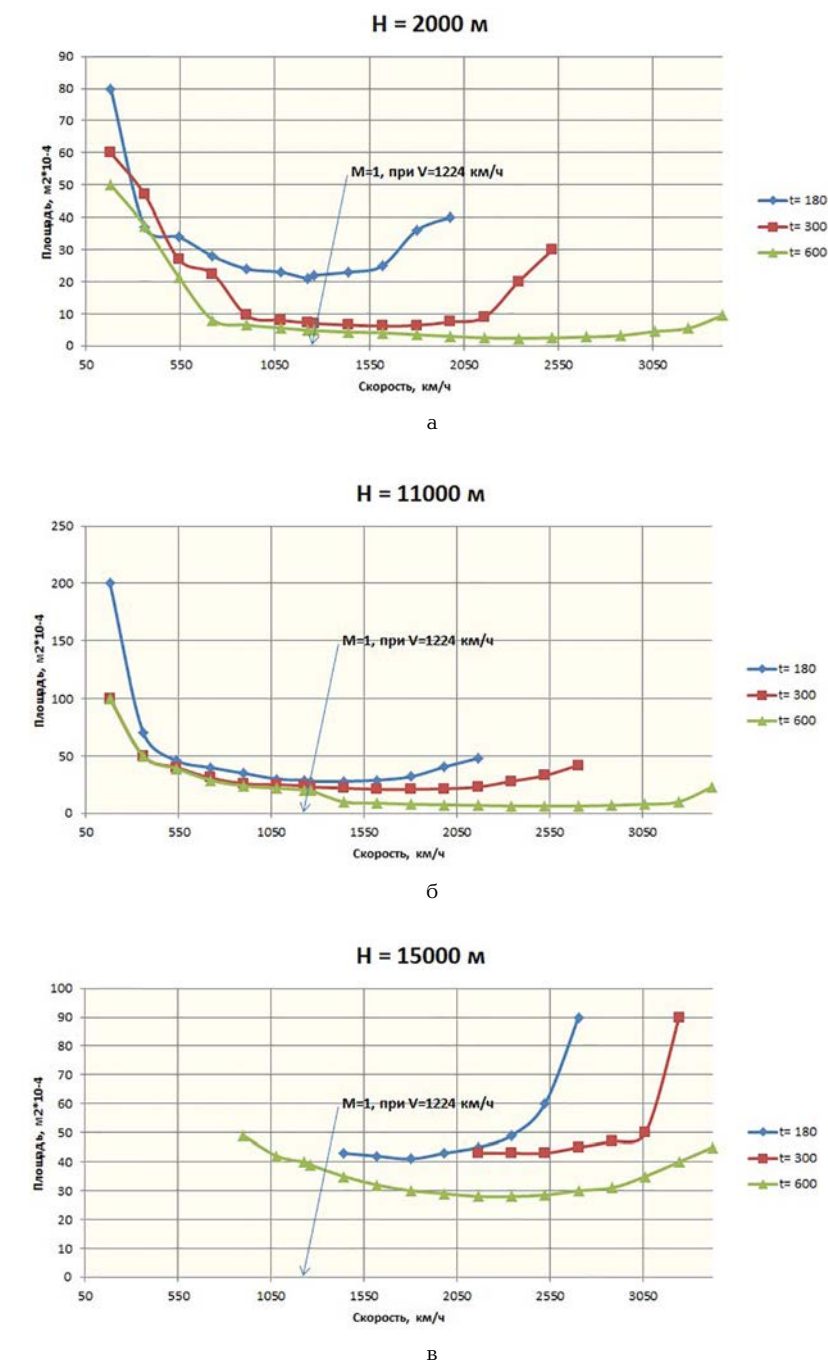 H = 2000 м
90
80
70
60
50
40
30
20
10
0
Площадь, м2*10-4
M=1, при V=1224 км/ч
t= 180
t= 300
t= 600
50 550 1050 1550 2050 2550 3050
Скорость, км/ч
а
H = 11000 м
250
200
150
100
50
0
Площадь, м2*10-4
M=1, при V=1224 км/ч
t= 180
t= 300
t= 600
50 550 1050 1550 2050 2550 3050
Скорость, км/ч
б
H = 15000 м
100
90
80
70
60
50
40
30
20
10
0
Площадь, м2*10-4
M=1, при V=1224 км/ч
t= 180
t= 300
t= 600
50 550 1050 1550 2050 2550 3050
Скорость, км/ч
в